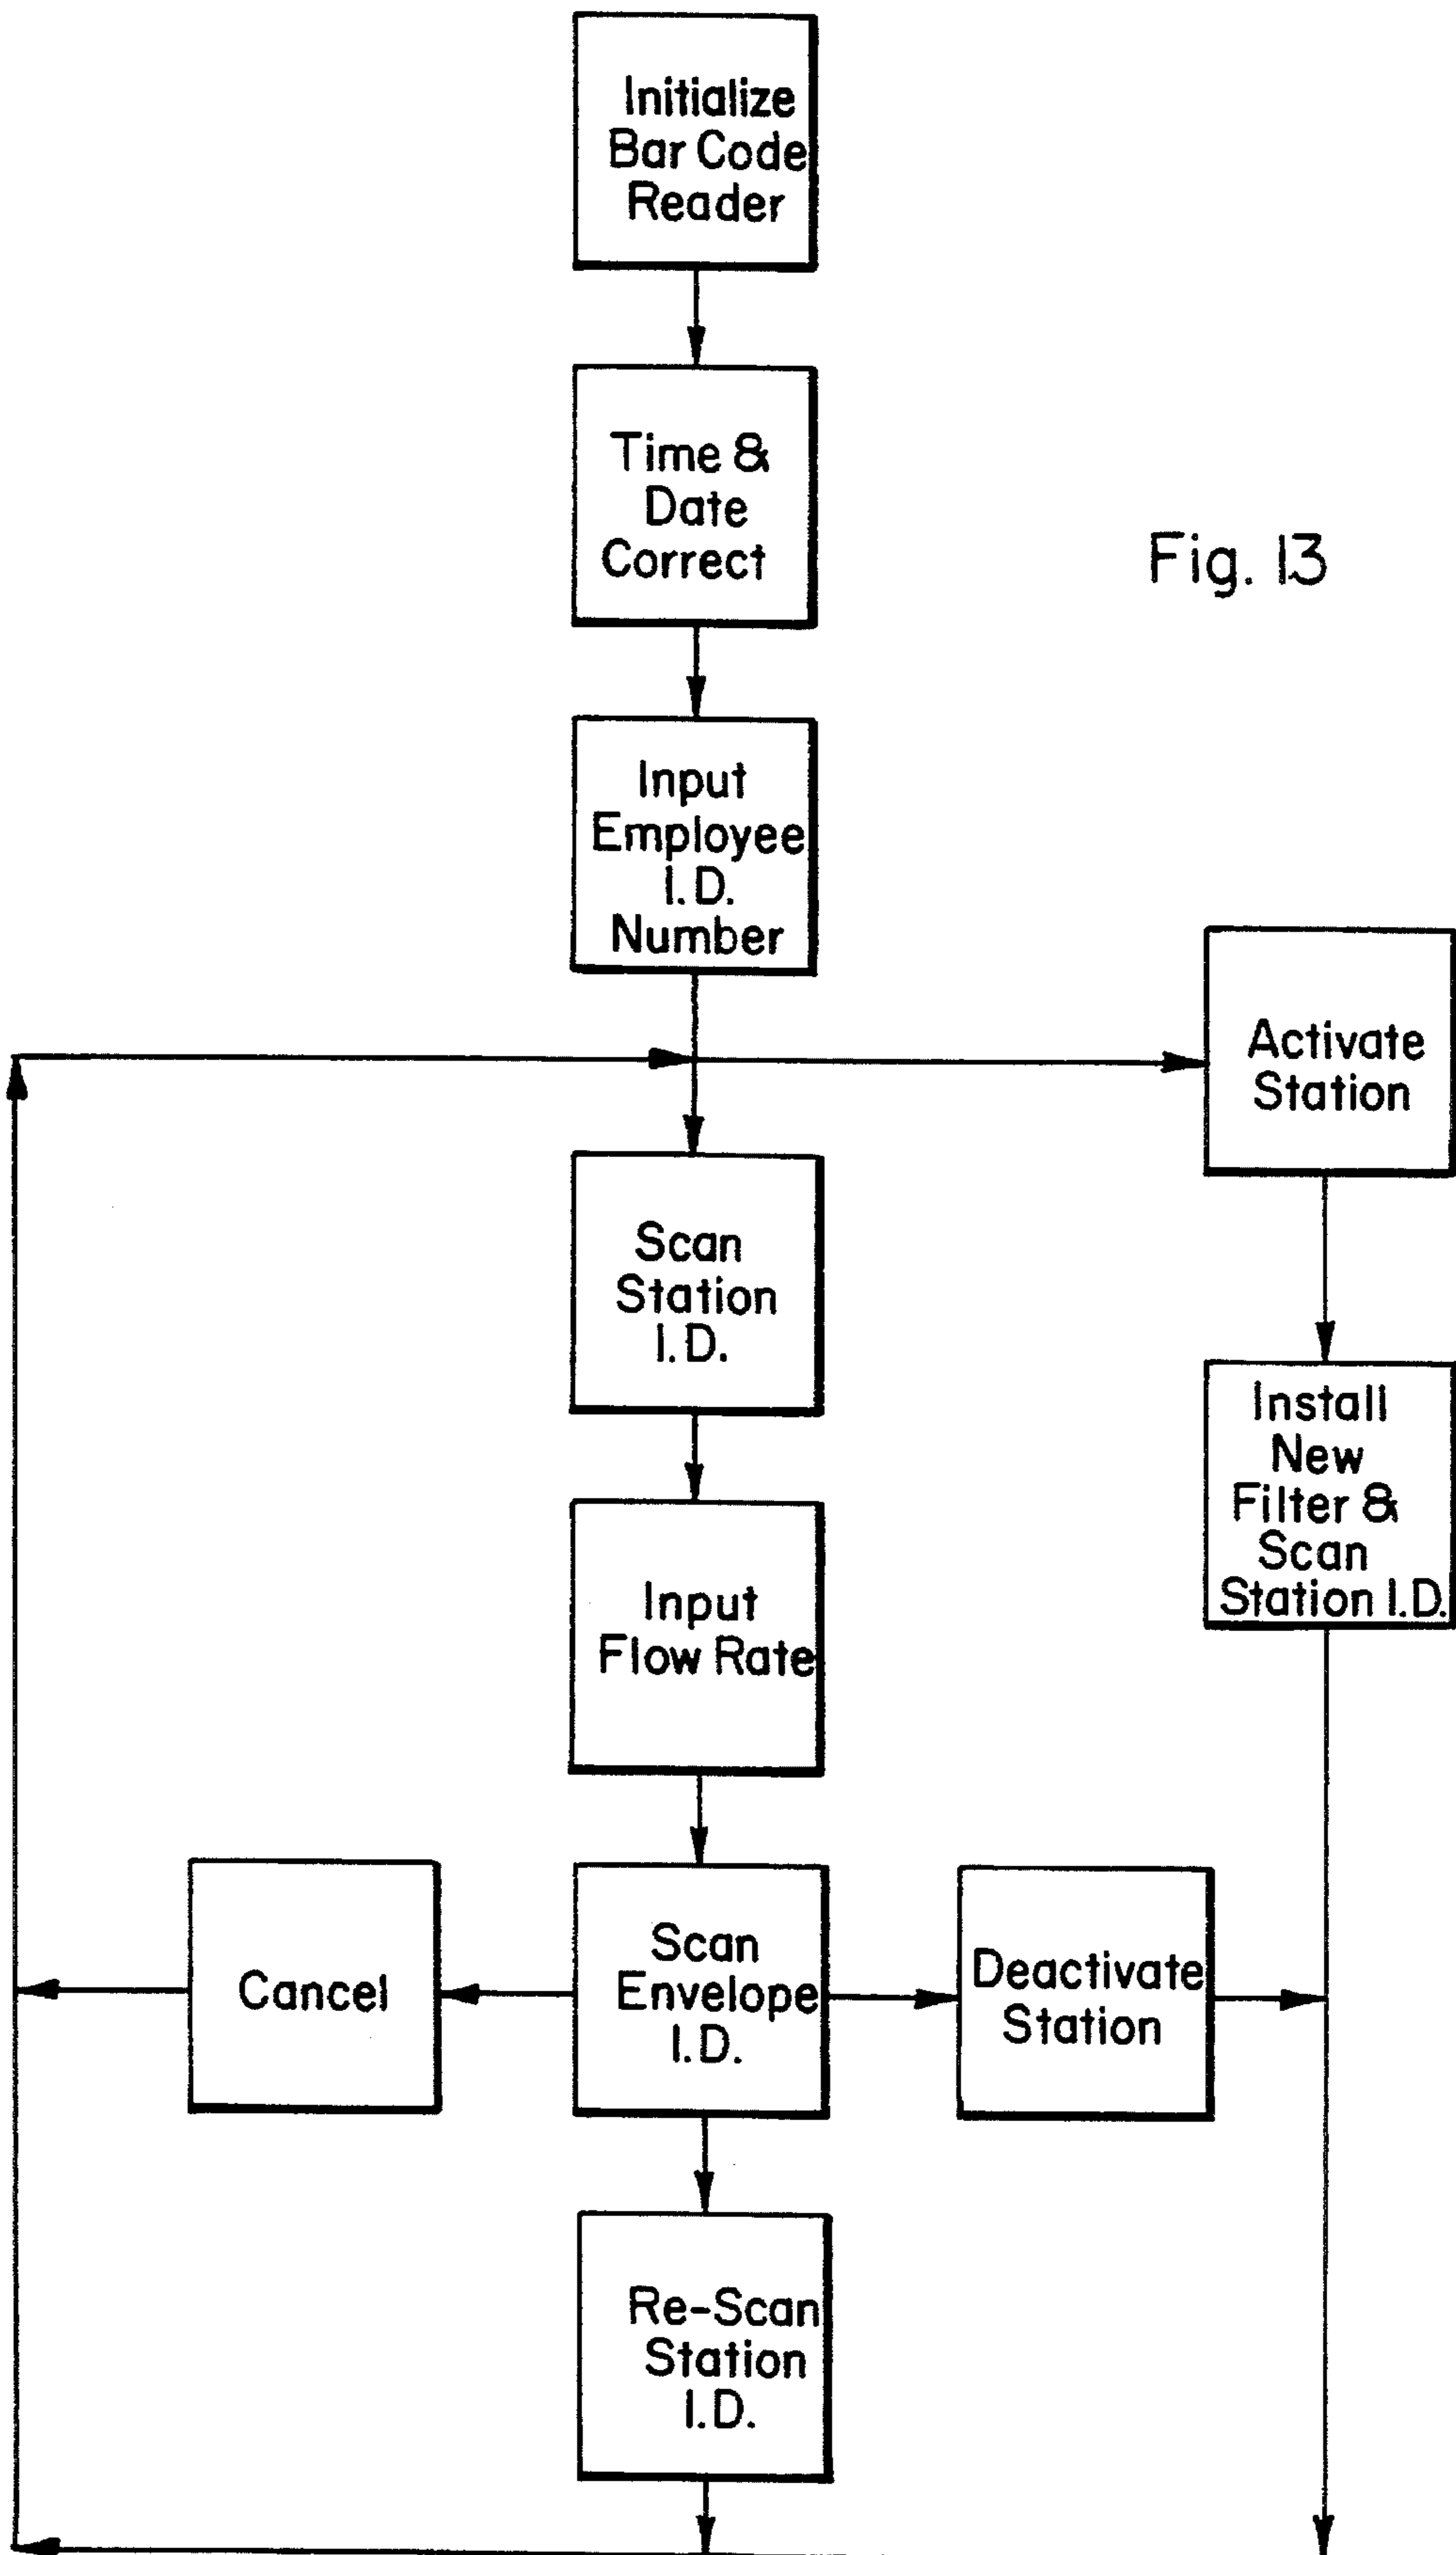 Initialize
Bar Code
Reader
Time &
Date
Correct
Fig. 13
Input
Employee
I.D.
Number
Activate
Station
Scan
Station
I.D.
Install
New
Filter &
Scan
Station I.D.
Input
Flow Rate
Cancel
Scan
Envelope
I.D.
Deactivate
Station
Re-Scan
Station
I.D.